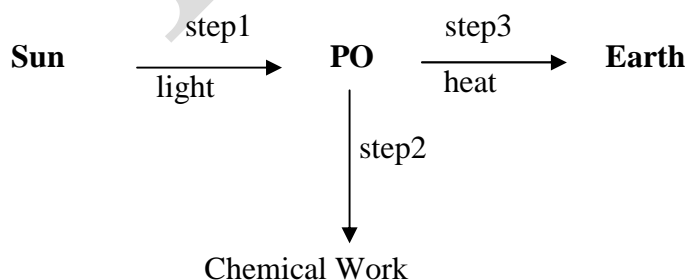 step1 step3
Sun PO Earth
light heat
step2
Chemical Work